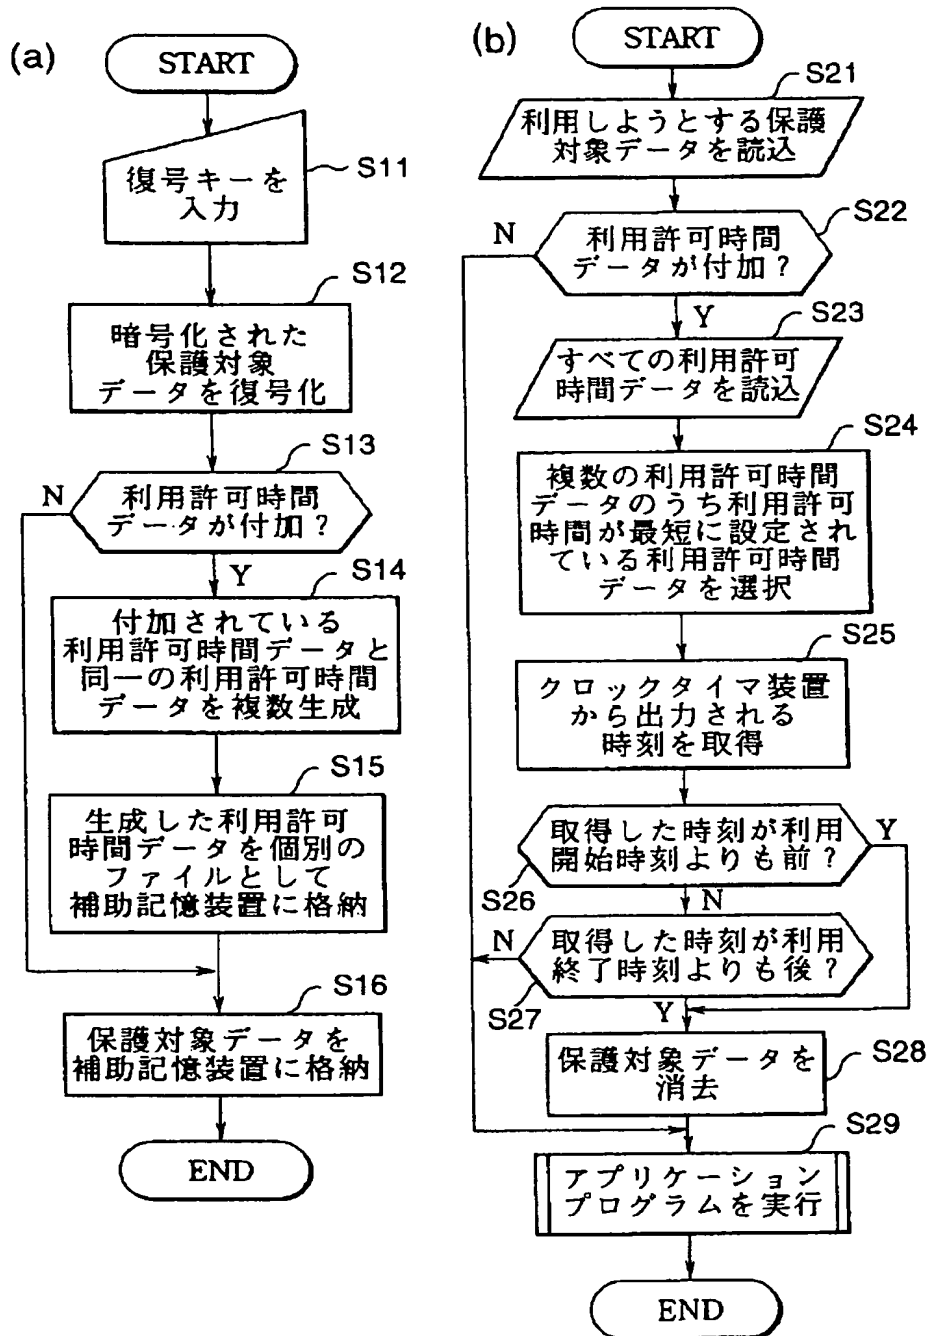 (a)
START
復号キーを
入力
S11
S12
暗号化された
保護対象
データを復号化
S13
N
利用許可時間
データが付加？
Y
S14
付加されている
利用許可時間データと
同一の利用許可時間
データを複数生成
S15
生成した利用許可
時間データを個別の
ファイルとして
補助記憶装置に格納
S16
保護対象データを
補助記憶装置に格納
END
(b)
START
S21
利用しようとする保護
対象データを読込
S22
N
利用許可時間
データが付加？
Y
S23
すべての利用許可
時間データを読込
S24
複数の利用許可時間
データのうち利用許可
時間が最短に設定され
ている利用許可時間
データを選択
S25
クロックタイマ装置
から出力される
時刻を取得
取得した時刻が利用
開始時刻よりも前？
Y
S26
N
N
取得した時刻が利用
終了時刻よりも後？
S27
Y
保護対象データを
消去
S28
S29
アプリケーション
プログラムを実行
END